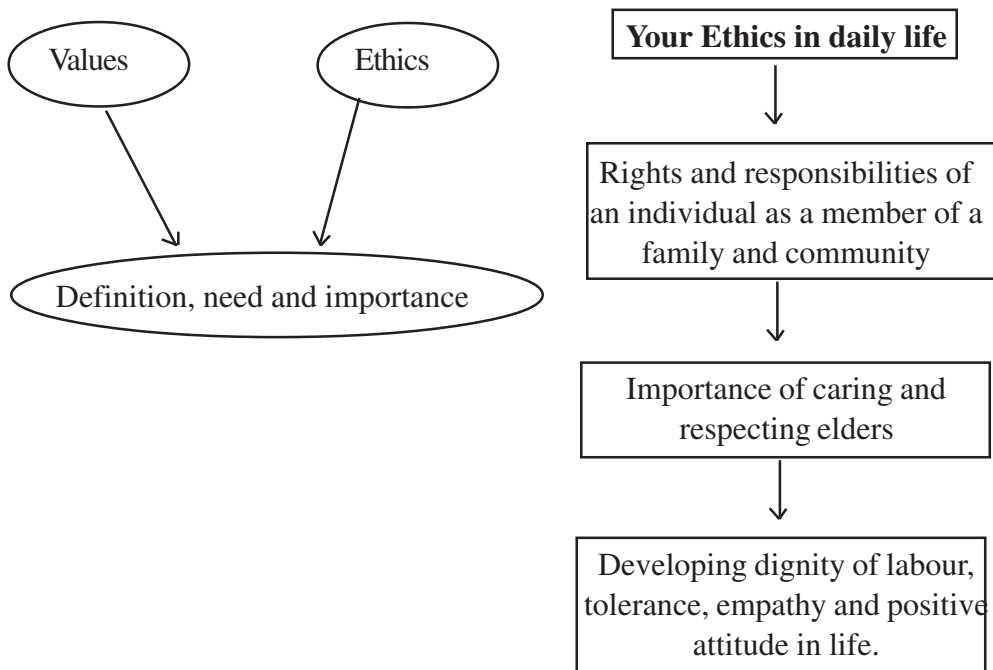 Values
Ethics
Definition, need and importance
Your Ethics in daily life
Rights and responsibilities of
an individual as a member of a
family and community
Importance of caring and
respecting elders
Developing dignity of labour,
tolerance, empathy and positive
attitude in life.